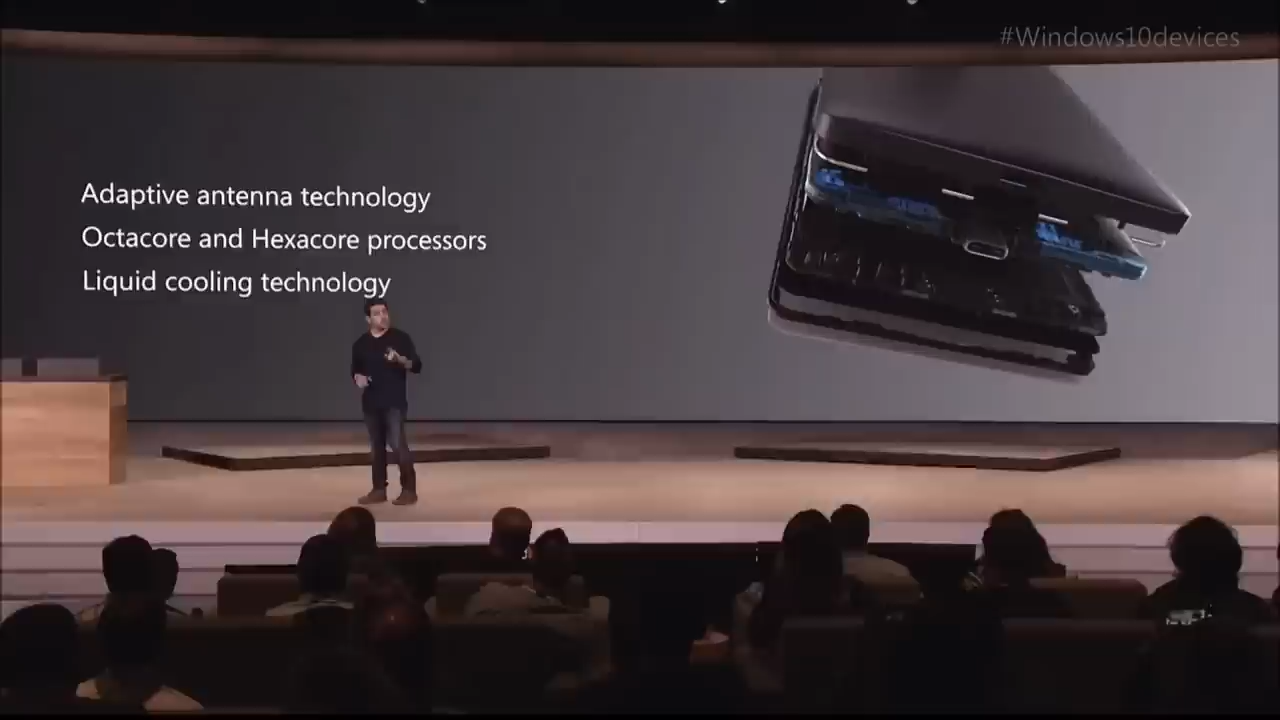 #Windows10devices
Adaptive antenna technology
Octacore and Hexacore processors
Liquid cooling technology